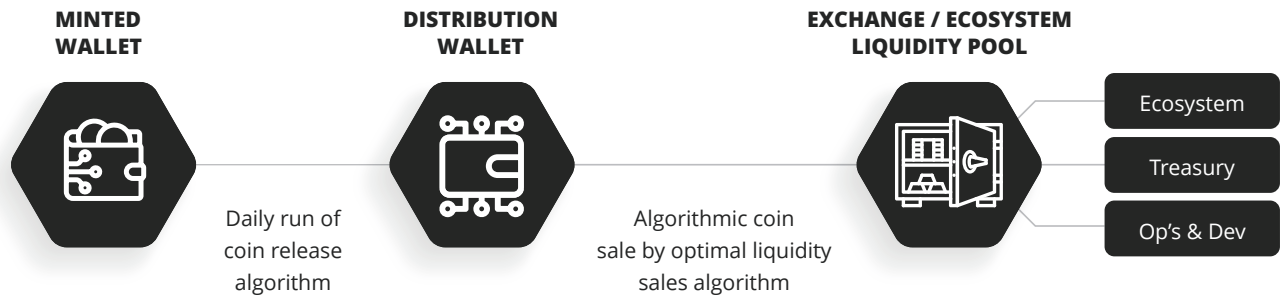 MINTED
WALLET
DISTRIBUTION
WALLET
EXCHANGE / ECOSYSTEM
LIQUIDITY POOL
Daily run of
coin release
algorithm
Algorithmic coin
sale by optimal liquidity
sales algorithm
Ecosystem
Treasury
Op’s & Dev